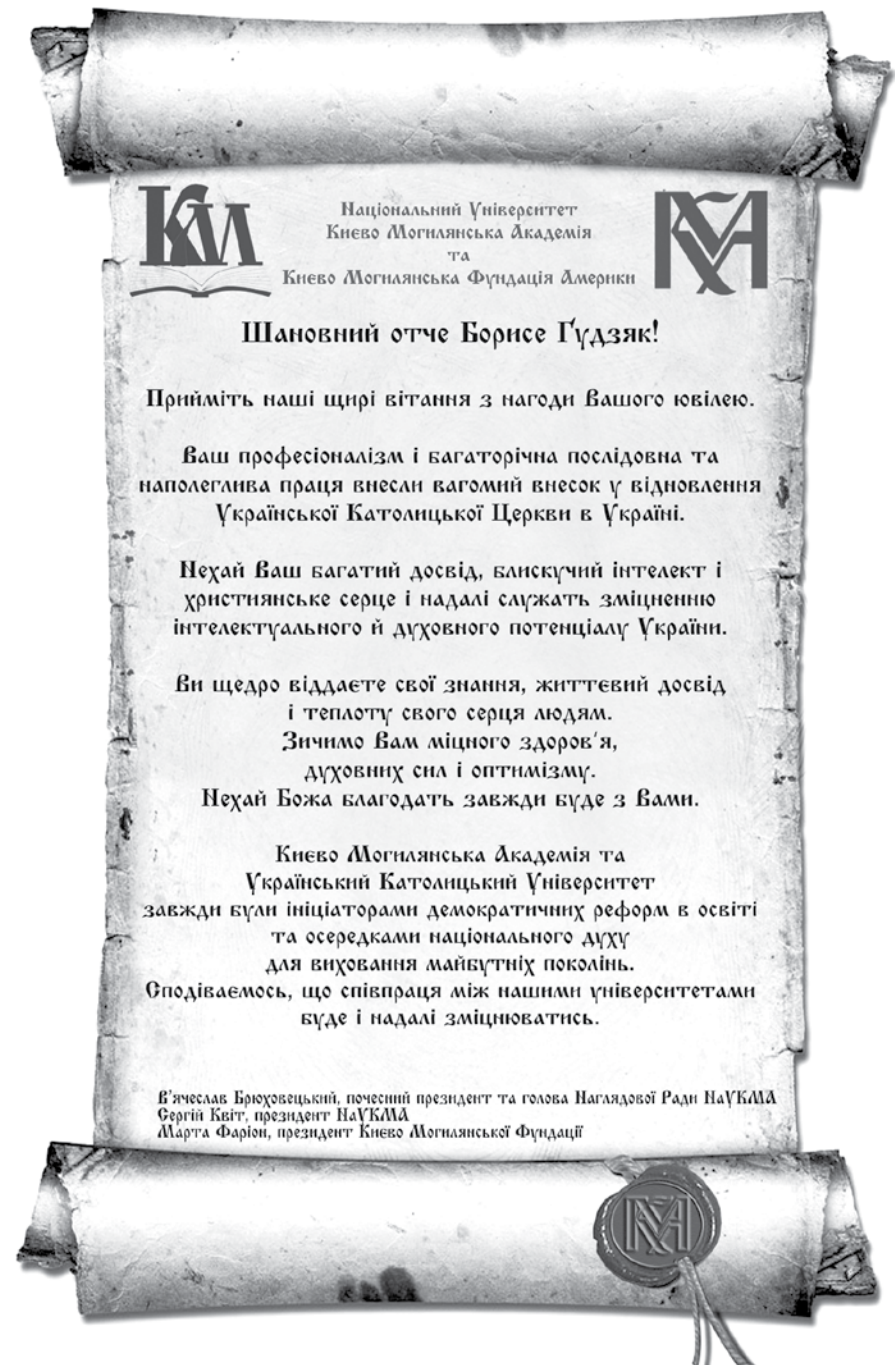 КМ
Національний Університет
Києво Могилянська Академія
та
Києво Могилянська Фундація Америки
Шановний отче Борисе Ґудзяк!
Прийміть наші щирі вітання з нагоди Вашого ювілею.
Ваш професіоналізм і багаторічна послідовна та
наполеглива праця внесли вагомий внесок у відновлення
Української Католицької Церкви в Україні.
Нехай Ваш багатий досвід, блискучий інтелект і
християнське серце і надалі служать зміцненню
інтелектуального й духовного потенціалу України.
Ви щедро віддаєте свої знання, життєвий досвід
і теплоту свого серця людям.
Зичимо Вам міцного здоров'я,
духовних сил і оптимізму.
Нехай Божа благодать завжди буде з Вами.
Києво Могилянська Академія та
Український Католицький Університет
завжди були ініціаторами демократичних реформ в освіті
та осередками національного духу
для виховання майбутніх поколінь.
Сподіваємось, що співпраця між нашими університетами
буде і надалі зміцнюватись.
В'ячеслав Брюховецький, почесний президент та голова Наглядової Ради НаУКМА
Сергій Квіт, президент НаУКМА
Марта Фаріон, президент Києво Могилянської Фундації